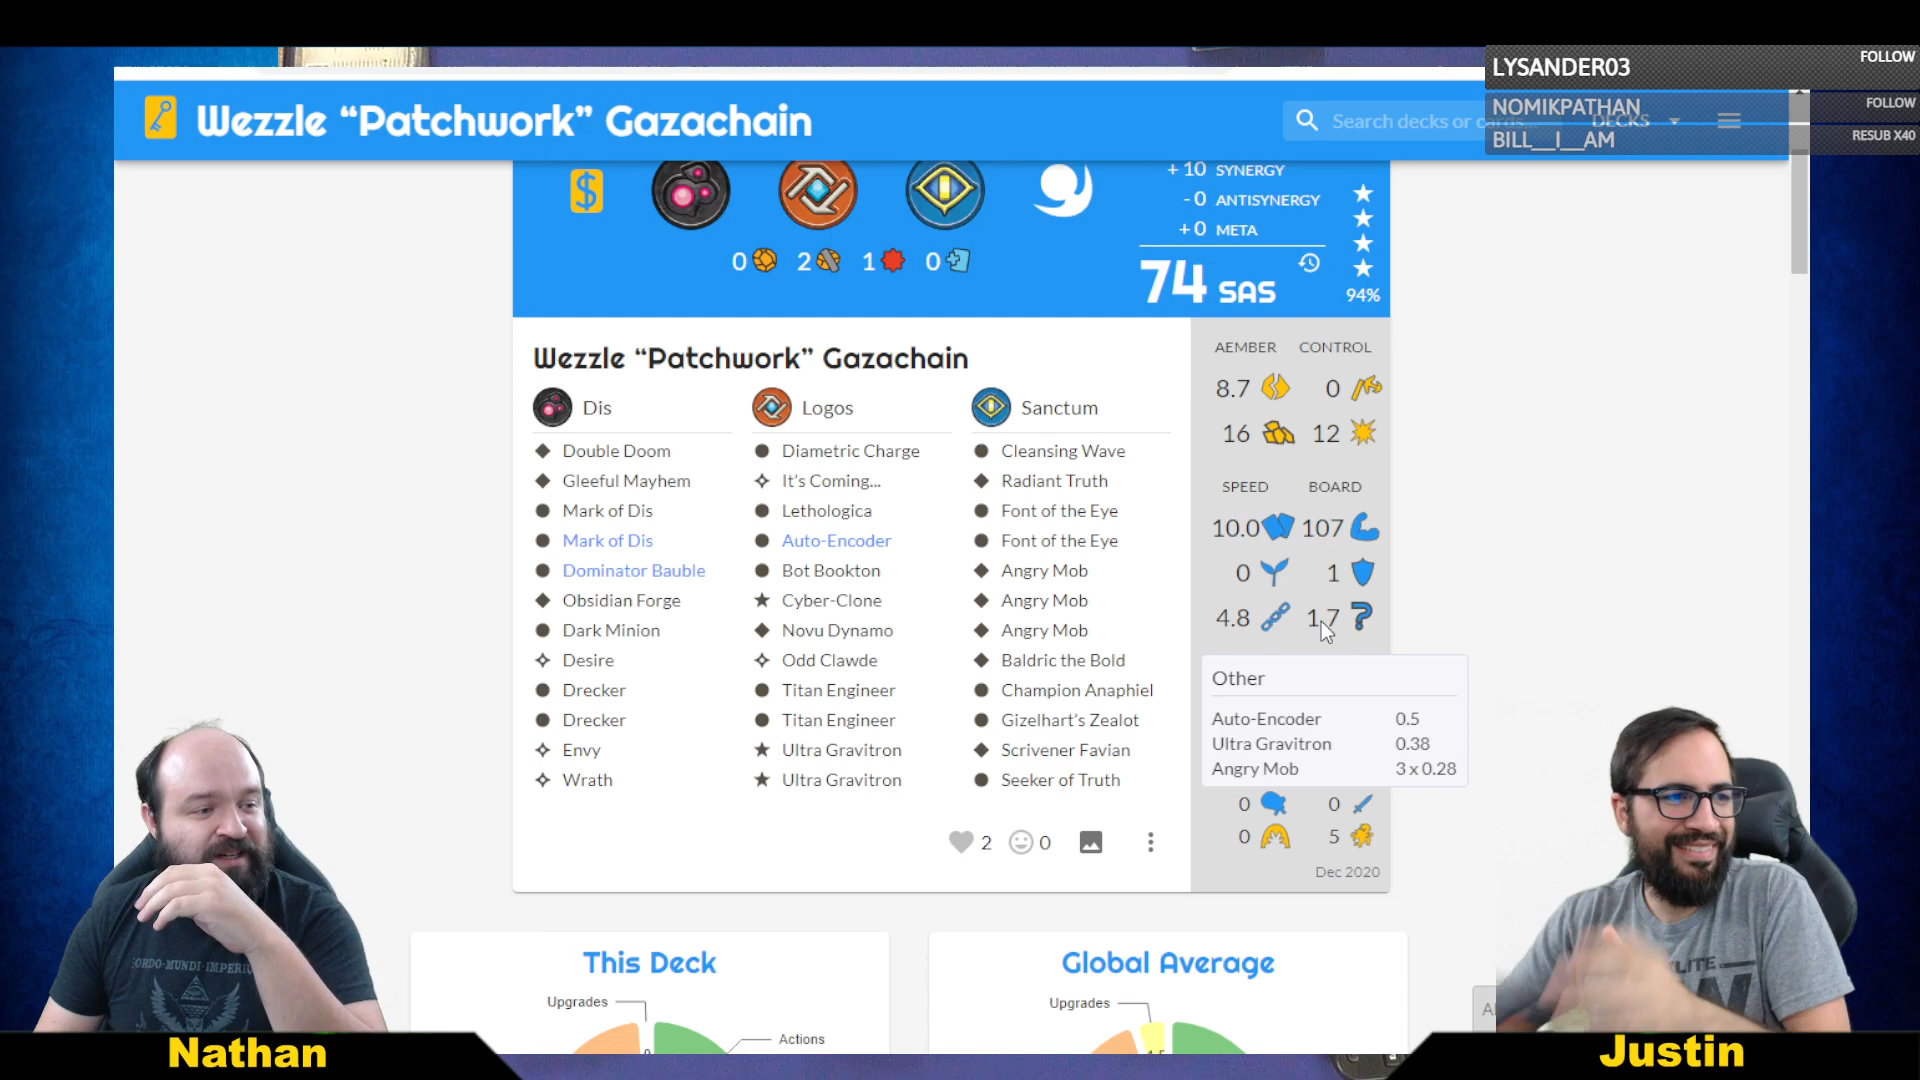 LYSANDER03 FOLLOW
NOMIKPATHAN FOLLOW
BILL__I__AM RESUB X40
Wezzle “Patchwork” Gazachain
Search decks or cards...
DECKS
$
+ 10 SYNERGY
- 0 ANTISYNERGY
+ 0 META
0 2 1 0
74 SAS
94%
Wezzle “Patchwork” Gazachain
Dis
Double Doom
Gleeful Mayhem
Mark of Dis
Mark of Dis
Dominator Bauble
Obsidian Forge
Dark Minion
Desire
Drecker
Drecker
Envy
Wrath
Logos
Diametric Charge
It's Coming...
Lethologica
Auto-Encoder
Bot Bookton
Cyber-Clone
Novu Dynamo
Odd Clawde
Titan Engineer
Titan Engineer
Ultra Gravitron
Ultra Gravitron
Sanctum
Cleansing Wave
Radiant Truth
Font of the Eye
Font of the Eye
Angry Mob
Angry Mob
Angry Mob
Baldric the Bold
Champion Anaphiel
Gizelhart's Zealot
Scrivener Favian
Seeker of Truth
2 0
AEMBER CONTROL
8.7 0
16 12
SPEED BOARD
10.0 107
0 1
4.8 1.7
Other
Auto-Encoder 0.5
Ultra Gravitron 0.38
Angry Mob 3 x 0.28
0 0
0 5
Dec 2020
This Deck
Upgrades
Actions
Global Average
Upgrades
ORDO·MUNDI·IMPERIU
Nathan
Justin